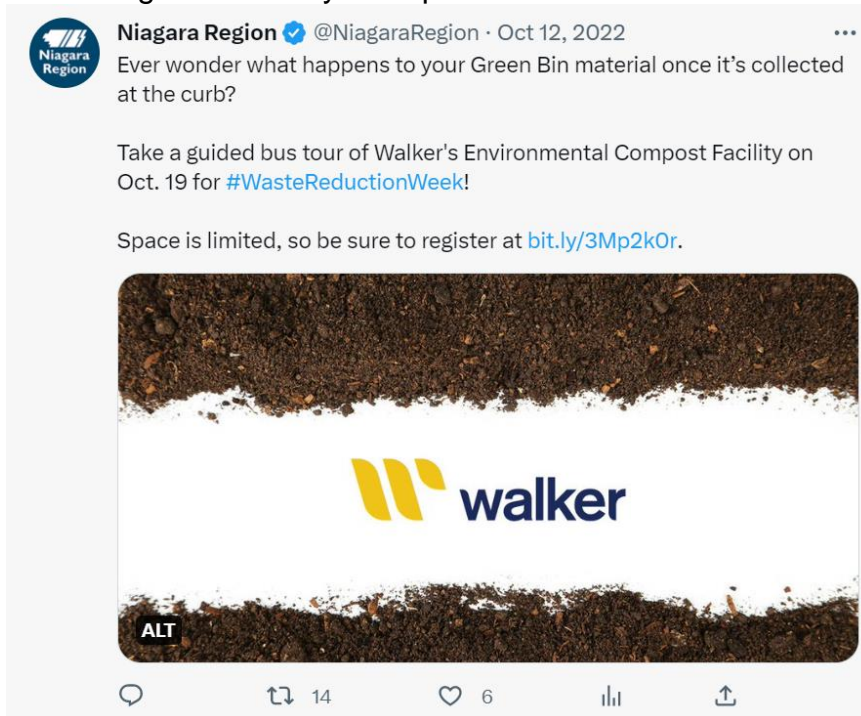 Niagara Region @NiagaraRegion · Oct 12, 2022
Niagara
Region
Ever wonder what happens to your Green Bin material once it's collected
at the curb?
Take a guided bus tour of Walker's Environmental Compost Facility on
Oct. 19 for #WasteReductionWeek!
Space is limited, so be sure to register at bit.ly/3Mp2k0r.
walker
ALT
14 6